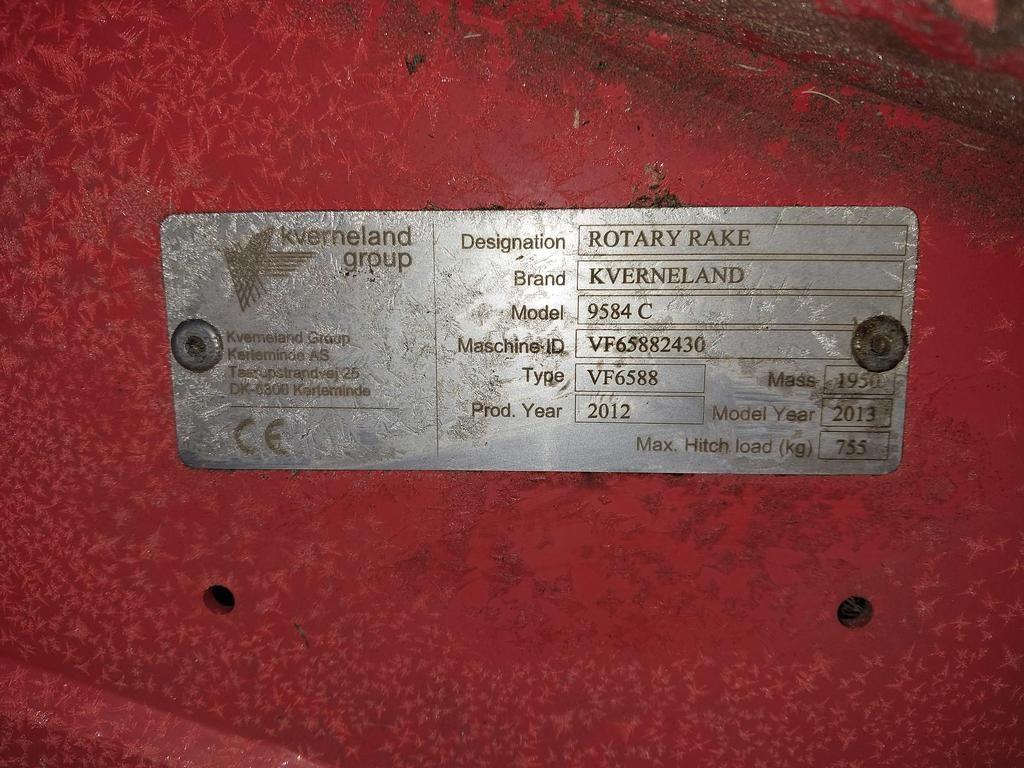 kverneland
group
Kverneland Group
Kerteminde AS
Taarupstrandvej 25
DK-5300 Kerteminde
CE
Designation ROTARY RAKE
Brand KVERNELAND
Model 9584 C
Maschine ID VF65882430
Type VF6588 Mass 1950
Prod. Year 2012 Model Year 2013
Max. Hitch load (kg) 755